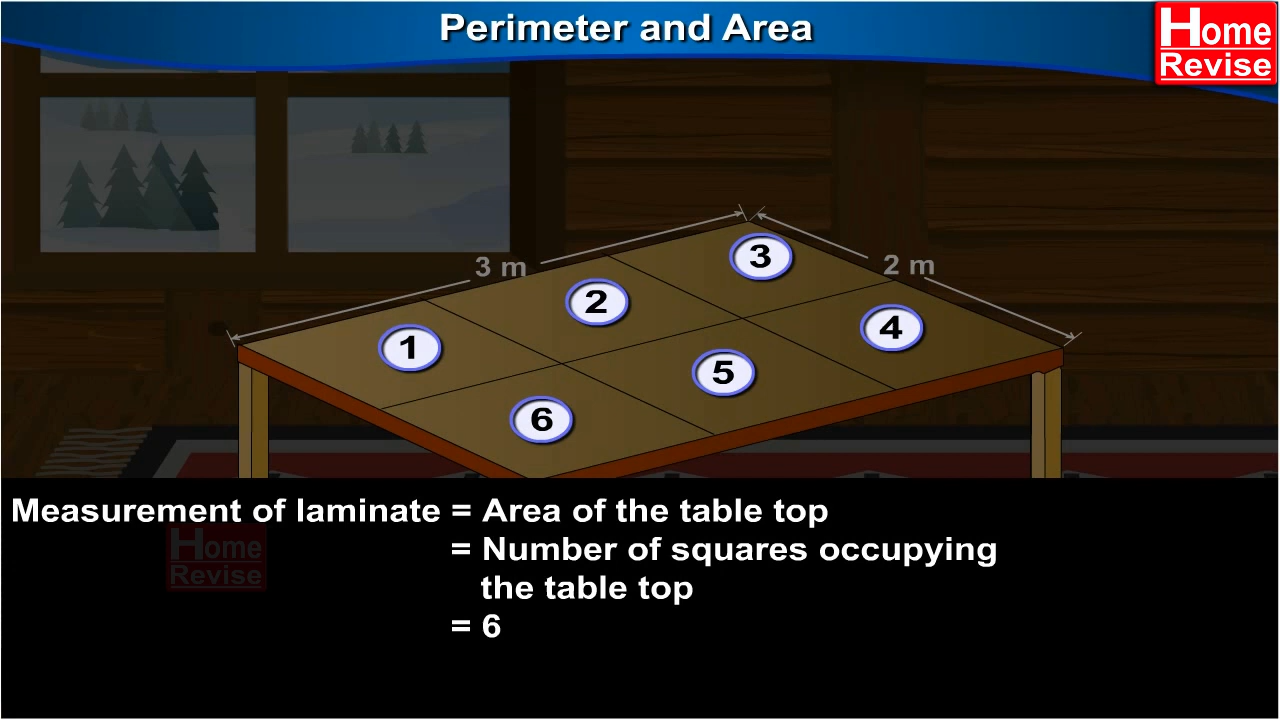 Perimeter and Area
Home
Revise
3
3 m
2 m
2
1
4
5
6
Measurement of laminate = Area of the table top
= Number of squares occupying
the table top
= 6
Home
Revise